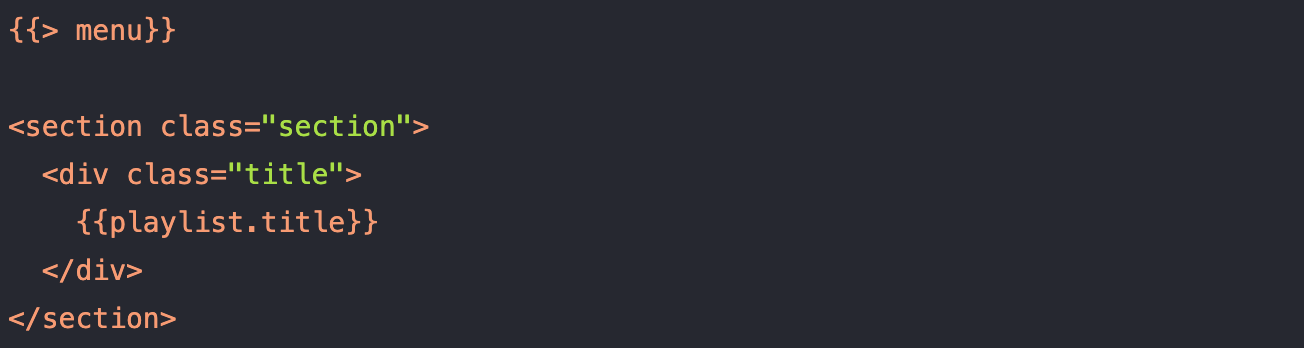 {{> menu}}
<section class="section">
<div class="title">
{{playlist.title}}
</div>
</section>